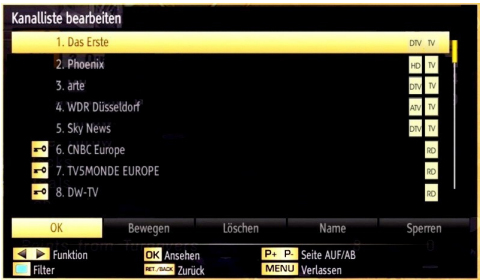 Kanalliste bearbeiten
1. Das Erste DTV TV
2. Phoenix HD TV
3. arte DTV TV
4. WDR Düsseldorf ATV TV
5. Sky News DTV TV
6. CNBC Europe RD
7. TV5MONDE EUROPE RD
8. DW-TV RD
OK Bewegen Löschen Name Sperren
Funktion OK Ansehen P+ P- Seite AUF/AB
Filter RET./BACK Zurück MENU Verlassen